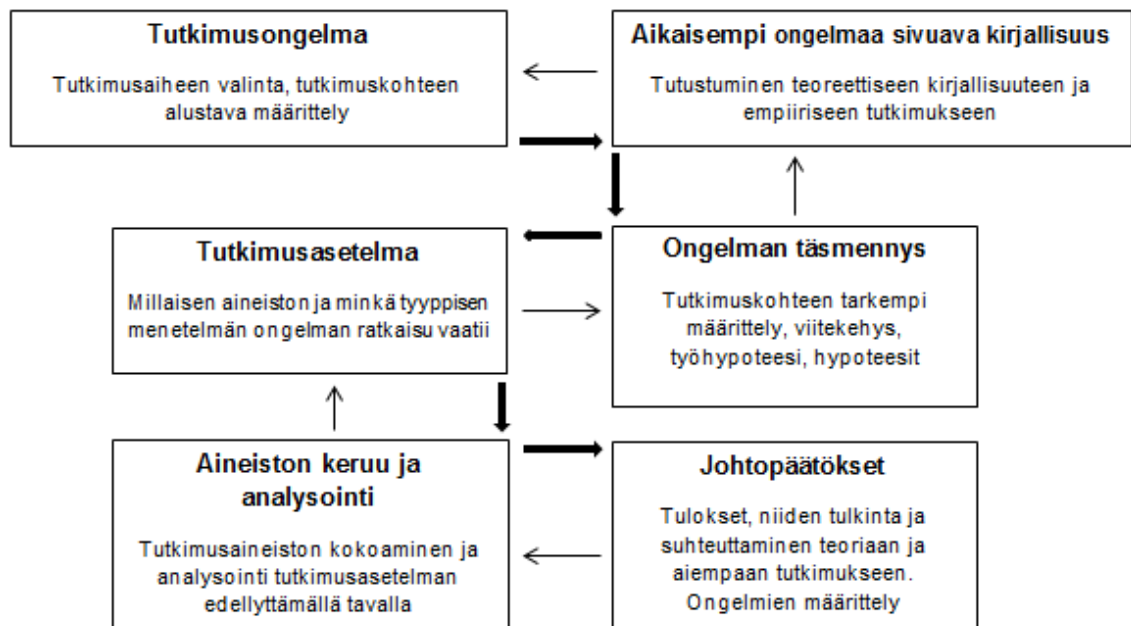 Tutkimusongelma
Tutkimusaiheen valinta, tutkimuskohteen
alustava määrittely
Aikaisempi ongelmaa sivuava kirjallisuus
Tutustuminen teoreettiseen kirjallisuuteen ja
empiiriseen tutkimukseen
Tutkimusasetelma
Millaisen aineiston ja minkä tyyppisen
menetelmän ongelman ratkaisu vaatii
Ongelman täsmennys
Tutkimuskohteen tarkempi
määrittely, viitekehys,
työhypoteesi, hypoteesit
Aineiston keruu ja
analysointi
Tutkimusaineiston kokoaminen ja
analysointi tutkimusasetelman
edellyttämällä tavalla
Johtopäätökset
Tulokset, niiden tulkinta ja
suhteuttaminen teoriaan ja
aiempaan tutkimukseen.
Ongelmien määrittely